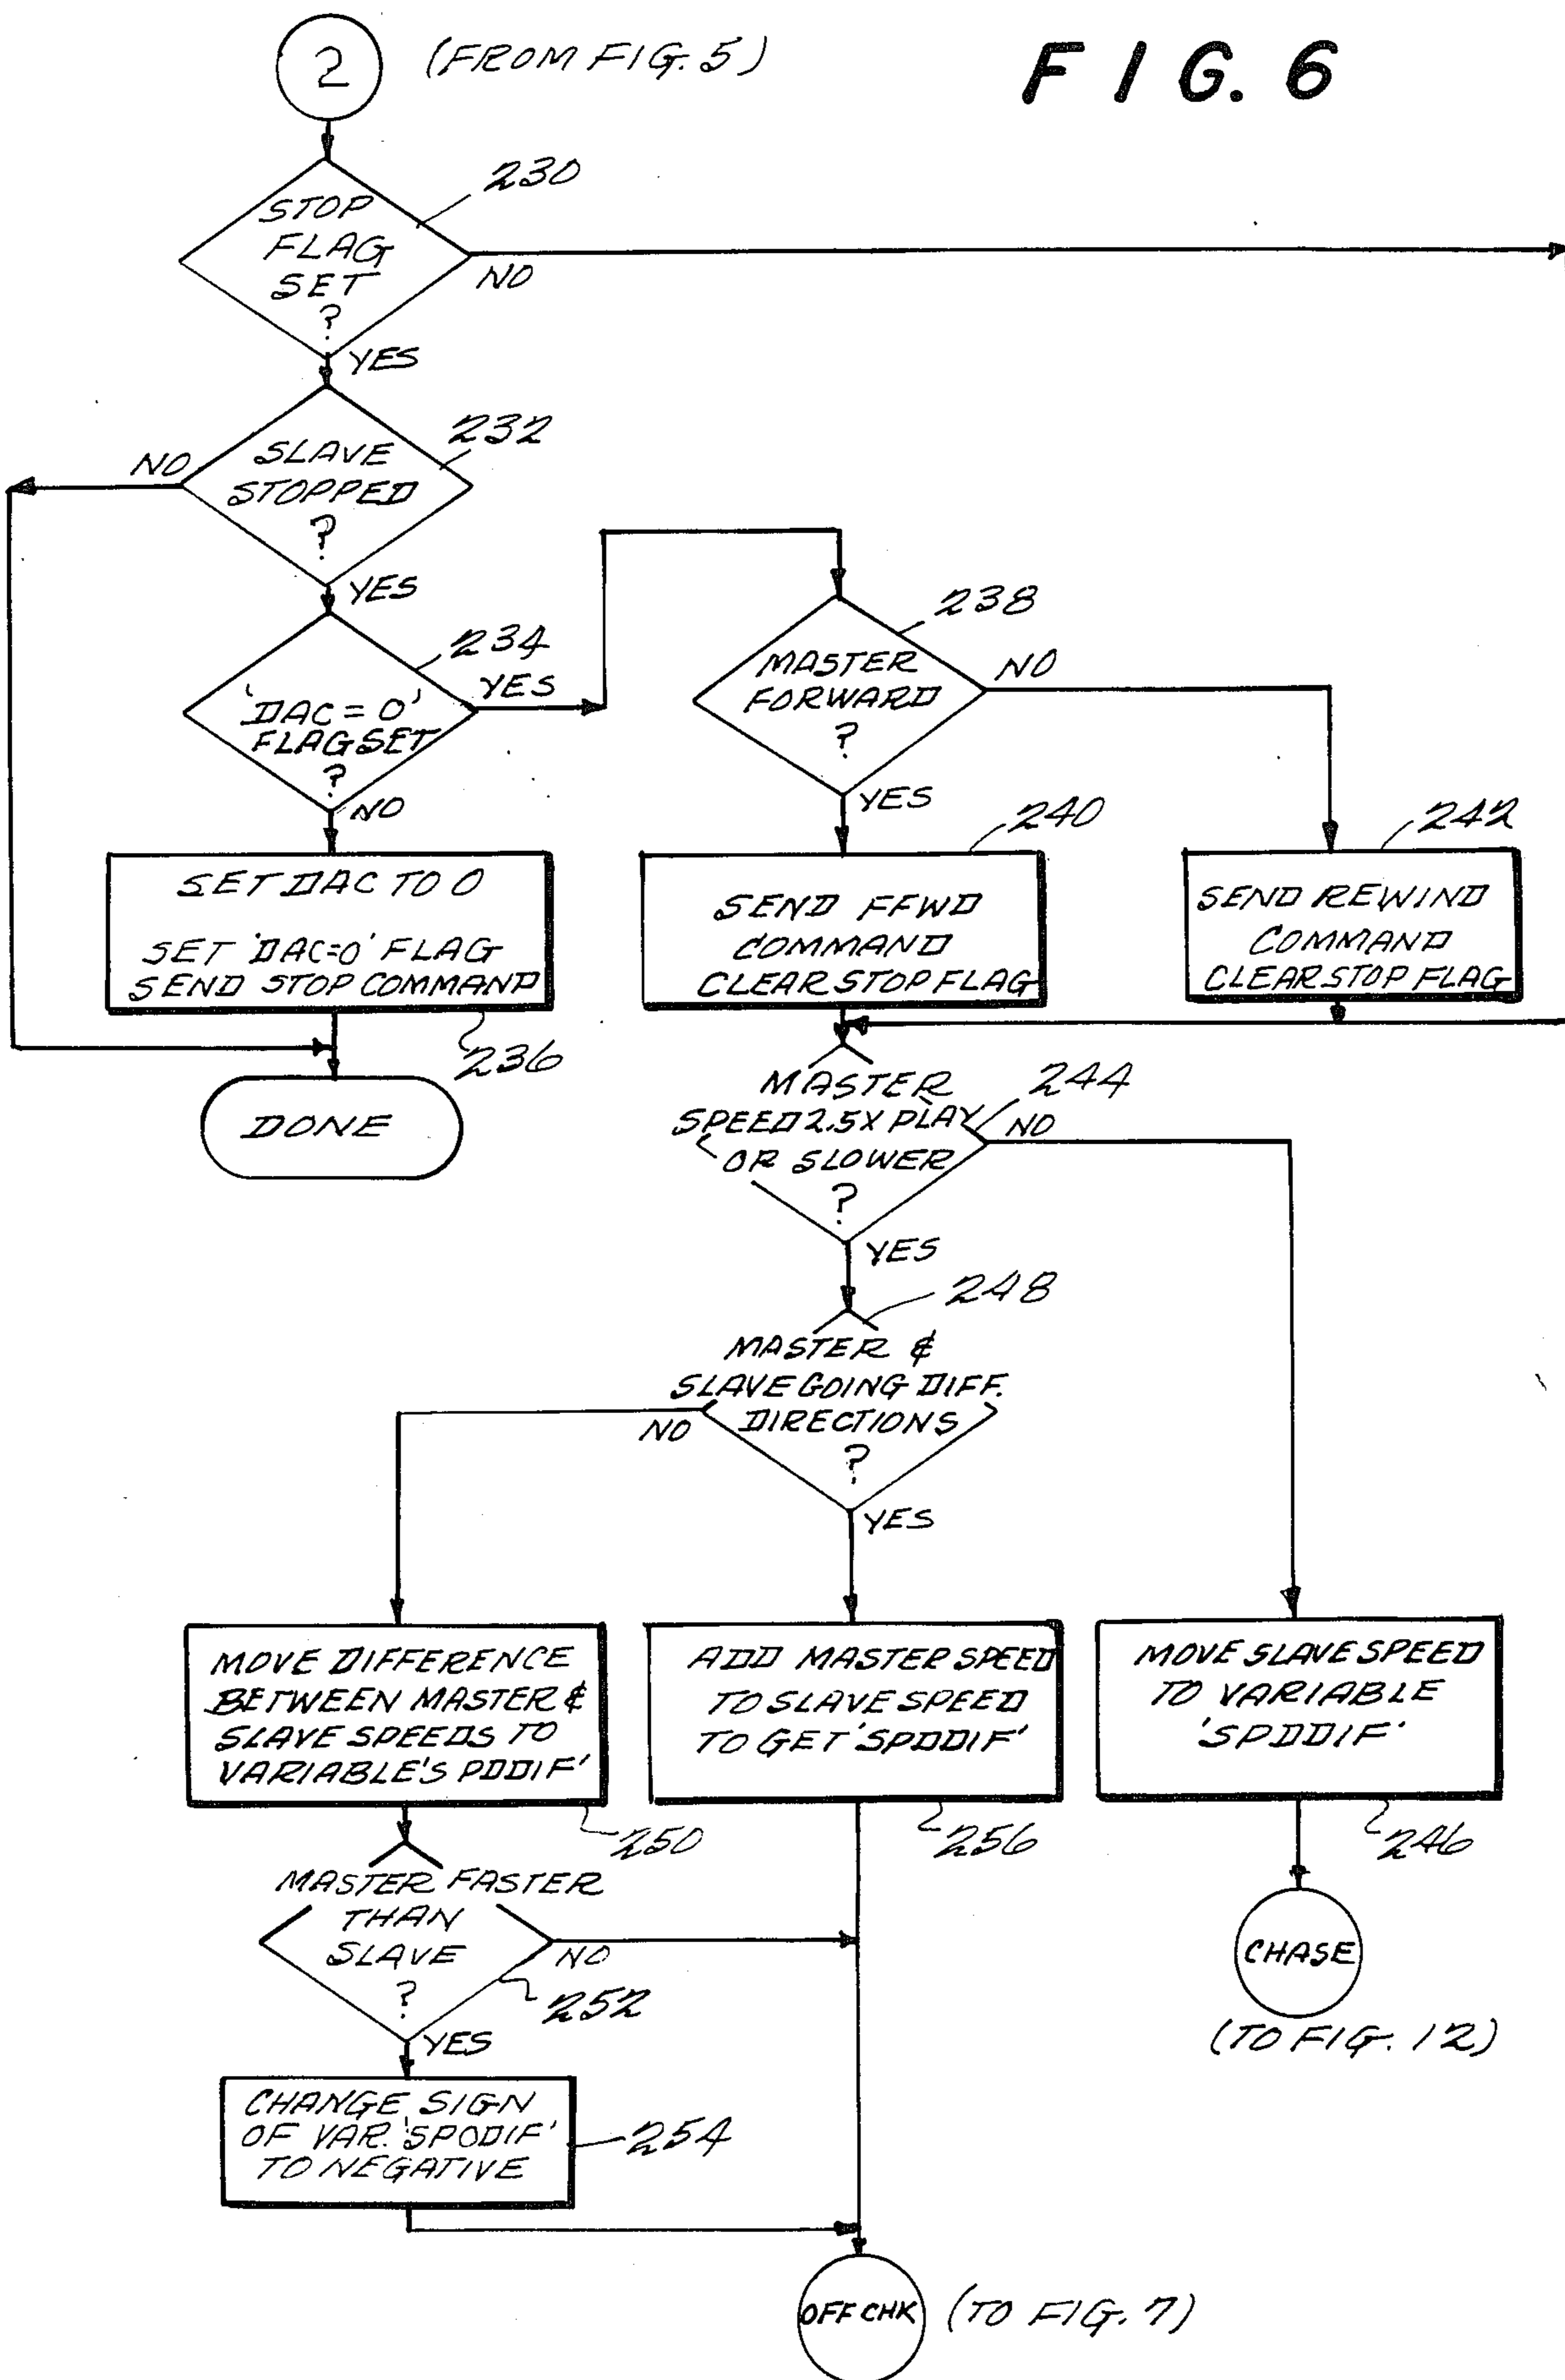 2 (FROM FIG. 5)
FIG. 6
230
STOP
FLAG
SET
?
NO
YES
232
NO
SLAVE
STOPPED
?
YES
234
'DAC = 0'
FLAG SET
?
YES
NO
238
MASTER
FORWARD
?
NO
YES
SET DAC TO 0
SET 'DAC=0' FLAG
SEND STOP COMMAND
236
DONE
240
SEND FFWD
COMMAND
CLEAR STOP FLAG
242
SEND REWIND
COMMAND
CLEAR STOP FLAG
244
MASTER
SPEED 2.5X PLAY
OR SLOWER
?
NO
YES
248
MASTER &
SLAVE GOING DIFF.
DIRECTIONS
?
NO
YES
MOVE DIFFERENCE
BETWEEN MASTER &
SLAVE SPEEDS TO
VARIABLE 'SPDDIF'
250
ADD MASTER SPEED
TO SLAVE SPEED
TO GET 'SPDDIF'
256
MOVE SLAVE SPEED
TO VARIABLE
'SPDDIF'
246
MASTER FASTER
THAN
SLAVE
?
NO
252
YES
CHASE
(TO FIG. 12)
CHANGE SIGN
OF VAR. 'SPODIF'
TO NEGATIVE
254
OFF CHK (TO FIG. 7)